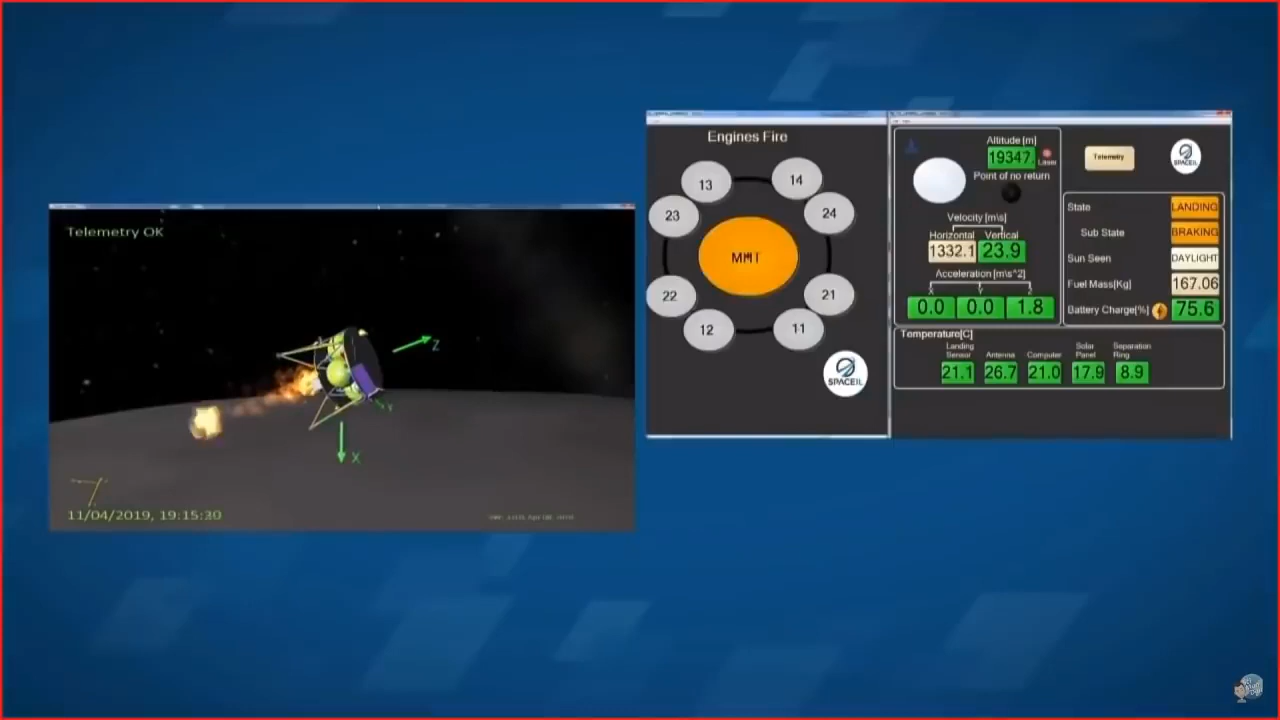 Telemetry OK
Z
Y
X
11/04/2019, 19:15:30
Engines Fire
13
14
23
24
MMT
22
21
12
11
SPACEIL
Altitude [m]
19347.
Laser
Point of no return
Velocity [m\s]
Horizontal Vertical
1332.1 23.9
Acceleration [m\s^2]
X Y Z
0.0 0.0 1.8
Telemetry
SPACEIL
State LANDING
Sub State BRAKING
Sun Seen DAYLIGHT
Fuel Mass[Kg] 167.06
Battery Charge[%] 75.6
Temperature[C]
Landing Sensor Antenna Computer Solar Panel Separation Ring
21.1 26.7 21.0 17.9 8.9